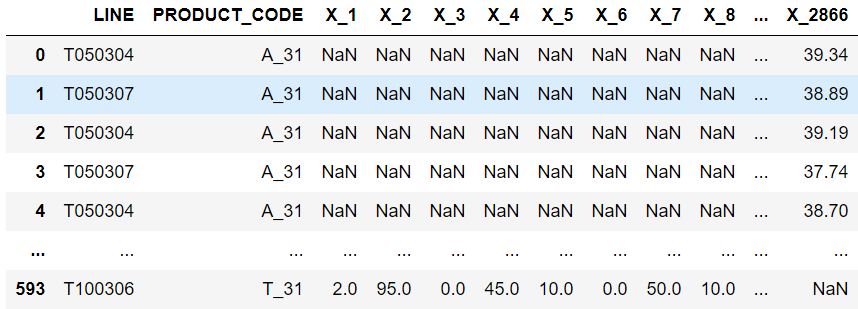 LINE PRODUCT_CODE X_1 X_2 X_3 X_4 X_5 X_6 X_7 X_8 ... X_2866
0 T050304 A_31 NaN NaN NaN NaN NaN NaN NaN NaN ... 39.34
1 T050307 A_31 NaN NaN NaN NaN NaN NaN NaN NaN ... 38.89
2 T050304 A_31 NaN NaN NaN NaN NaN NaN NaN NaN ... 39.19
3 T050307 A_31 NaN NaN NaN NaN NaN NaN NaN NaN ... 37.74
4 T050304 A_31 NaN NaN NaN NaN NaN NaN NaN NaN ... 38.70
... ... ... ... ... ... ... ... ... ... ... ... ...
593 T100306 T_31 2.0 95.0 0.0 45.0 10.0 0.0 50.0 10.0 ... NaN